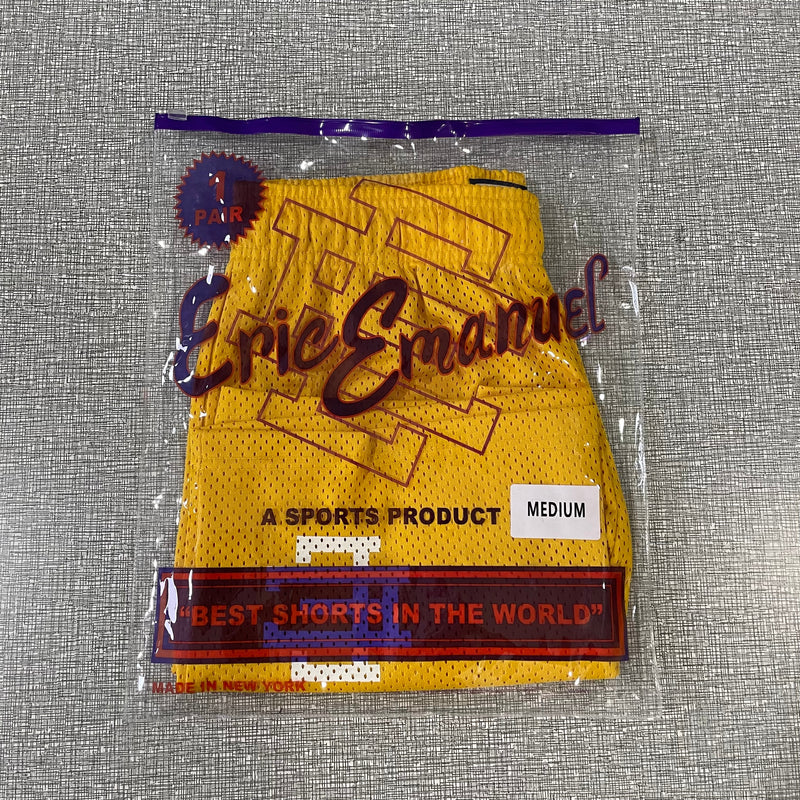 1
PAIR
Eric Emanuel
A SPORTS PRODUCT
MEDIUM
"BEST SHORTS IN THE WORLD"
MADE IN NEW YORK